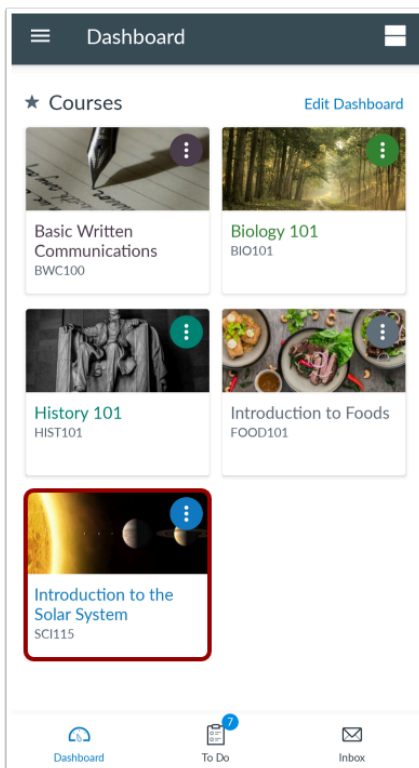 Dashboard
Courses
Edit Dashboard
Basic Written
Communications
BWC100
Biology 101
BIO101
History 101
HIST101
Introduction to Foods
FOOD101
Introduction to the
Solar System
SCI115
Dashboard
7
To Do
Inbox